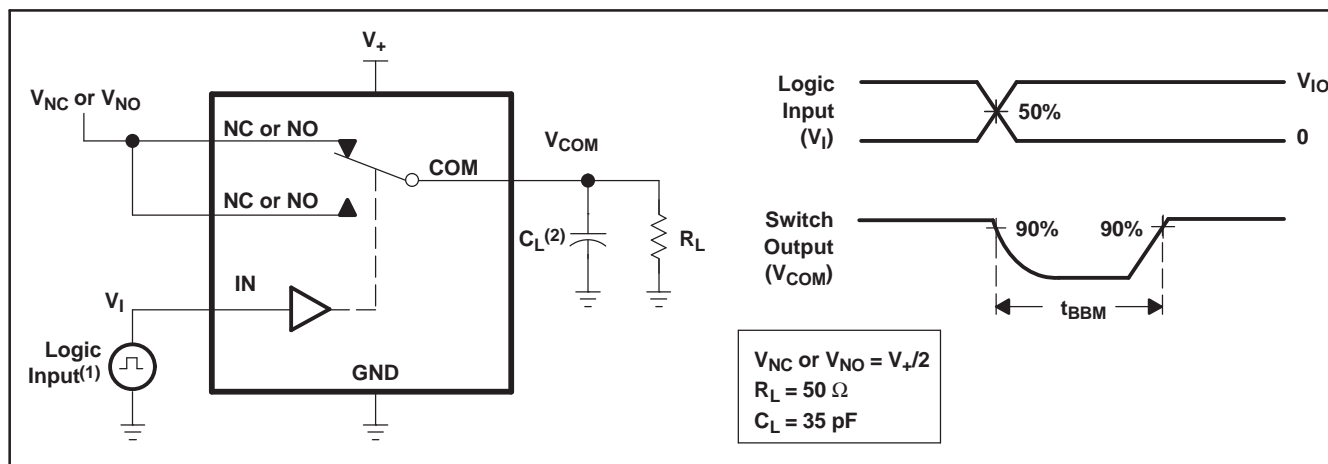 V+
VNC or VNO
NC or NO
VCOM
COM
NC or NO
CL(2)
RL
VI
IN
Logic
Input(1)
GND
Logic
Input
(VI)
50%
VIO
0
Switch
Output
(VCOM)
90%
90%
tBBM
VNC or VNO = V+/2
RL = 50 Ω
CL = 35 pF